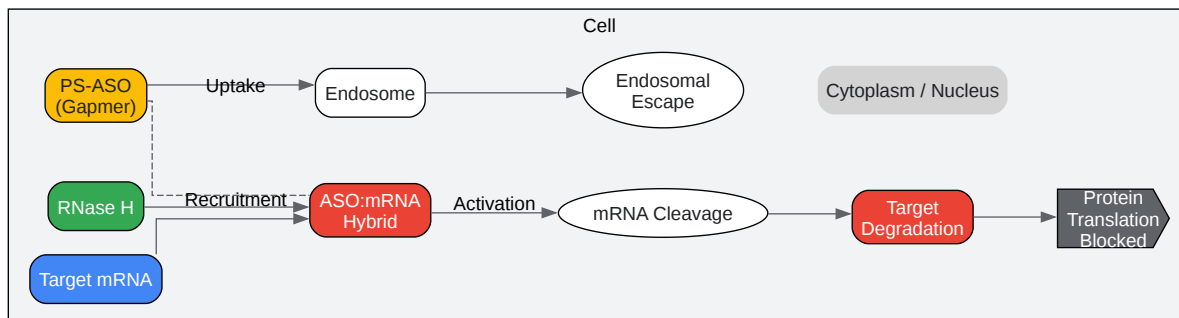 Cell
PS-ASO
(Gapmer)
Uptake
Endosome
Endosomal
Escape
Cytoplasm / Nucleus
RNase H
Recruitment
ASO:mRNA
Hybrid
Activation
mRNA Cleavage
Target
Degradation
Protein
Translation
Blocked
Target mRNA